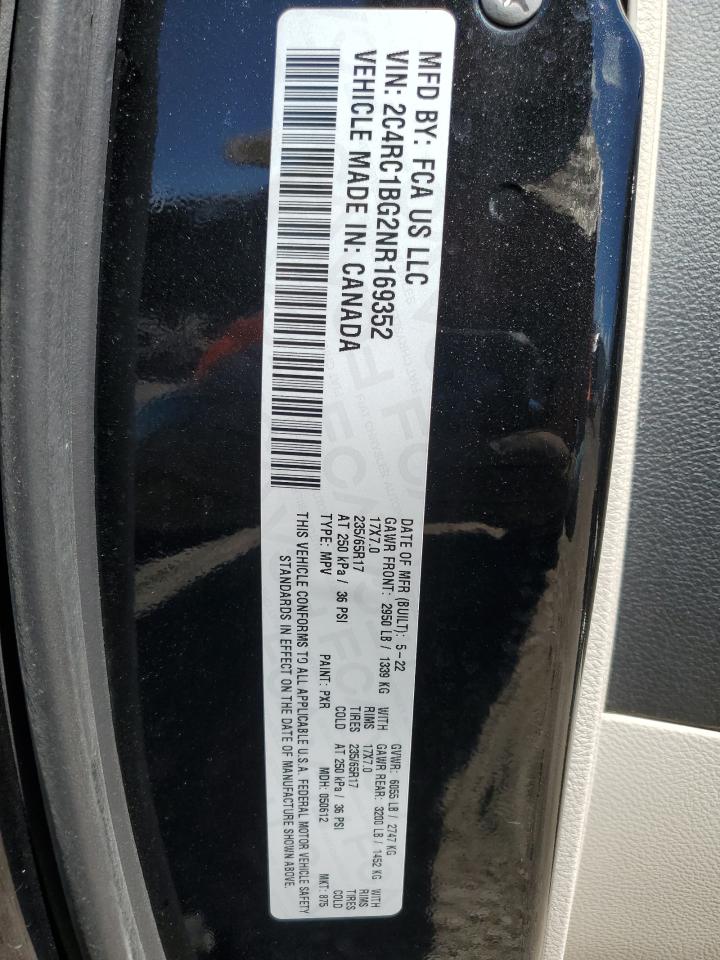 MFD BY: FCA US LLC
VIN: 2C4RC1BG2NR169352
VEHICLE MADE IN: CANADA
DATE OF MFR (BUILT): 5-22 GVWR: 6055 LB / 2747 KG
GAWR FRONT: 2950 LB / 1339 KG WITH GAWR REAR: 3200 LB / 1452 KG WITH
17X7.0 RIMS 17X7.0 RIMS
235/65R17 TIRES 235/65R17 TIRES
AT 250 kPa / 36 PSI COLD AT 250 kPa / 36 PSI COLD
TYPE: MPV PAINT: PXR MDH: 050612 MKT: 875
THIS VEHICLE CONFORMS TO ALL APPLICABLE U.S.A. FEDERAL MOTOR VEHICLE SAFETY
STANDARDS IN EFFECT ON THE DATE OF MANUFACTURE SHOWN ABOVE.